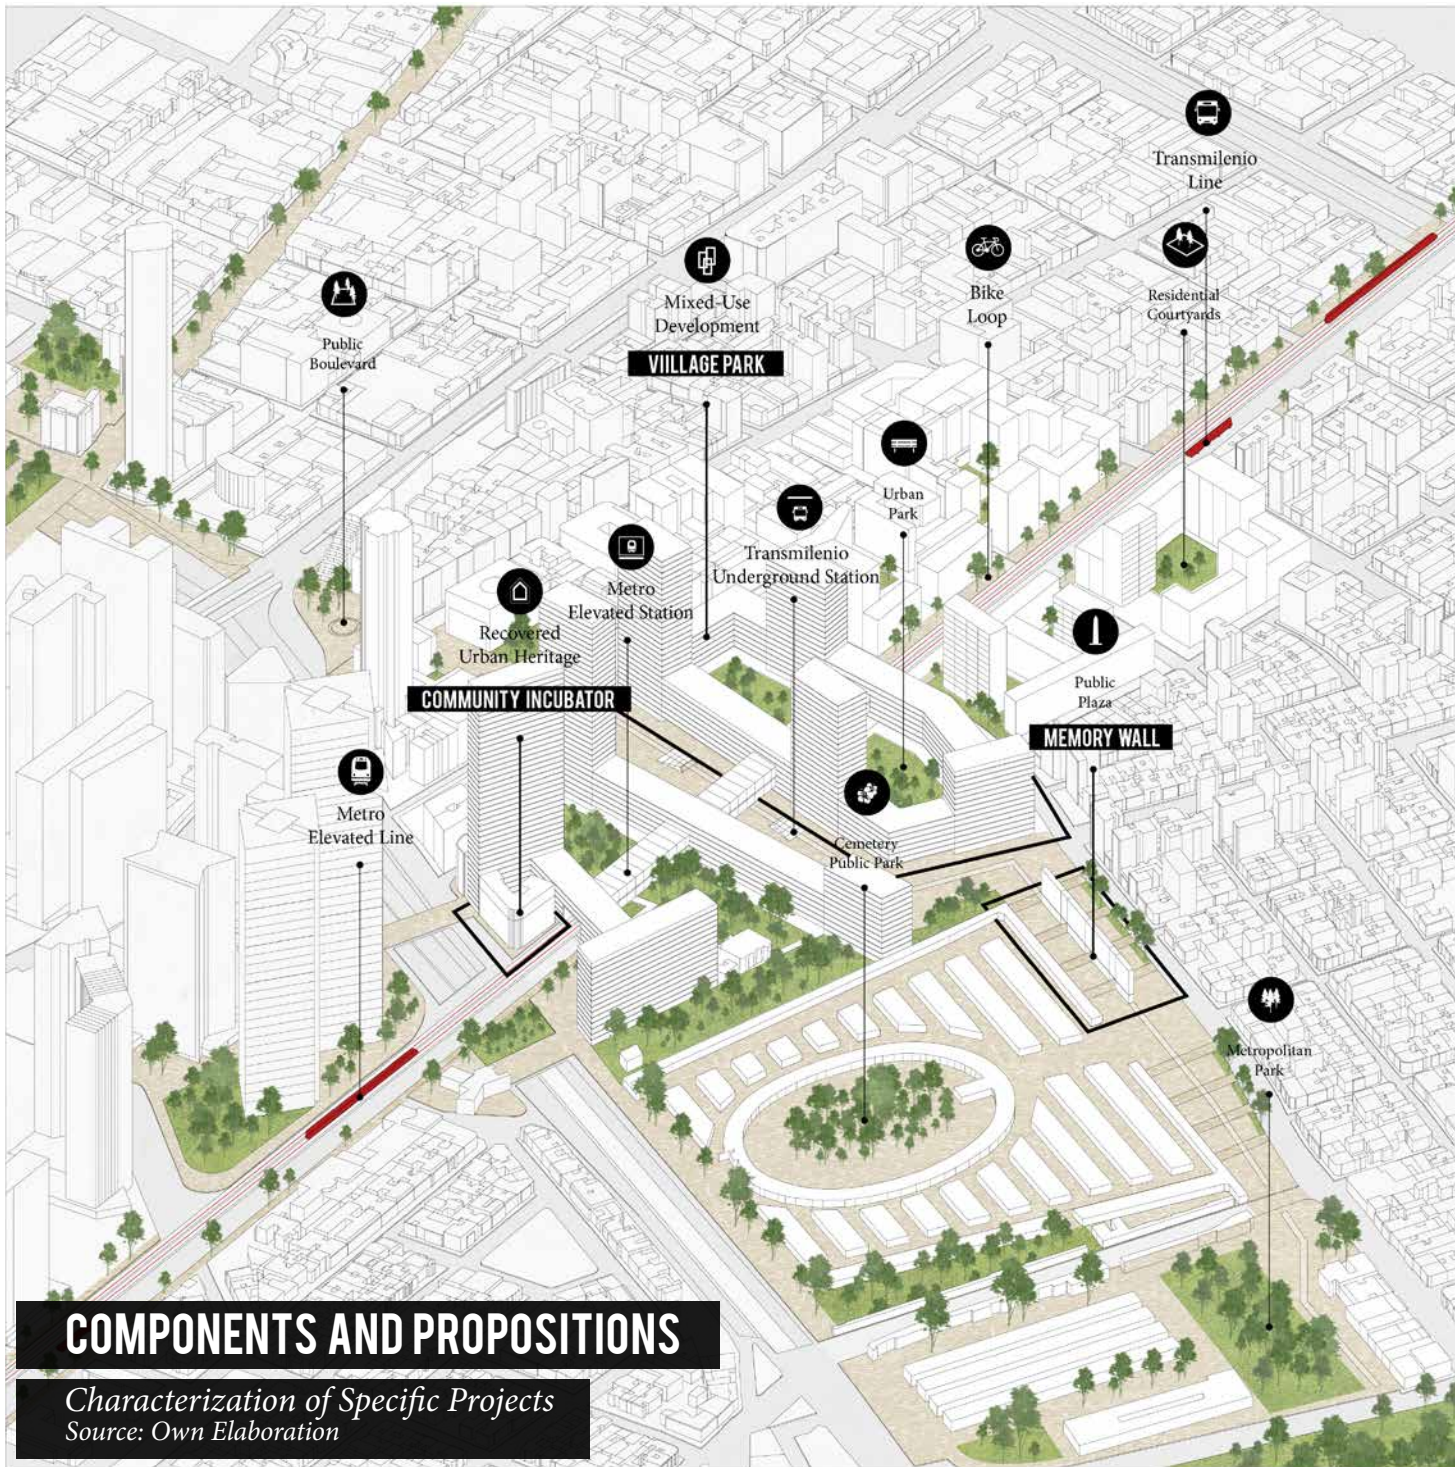 Transmilenio
Line
Mixed-Use
Development
VIILLAGE PARK
Bike
Loop
Residential
Courtyards
Public
Boulevard
Urban
Park
Transmilenio
Underground Station
Metro
Elevated Station
Recovered
Urban Heritage
COMMUNITY INCUBATOR
Public
Plaza
MEMORY WALL
Metro
Elevated Line
Cemetery
Public Park
Metropolitan
Park
COMPONENTS AND PROPOSITIONS
Characterization of Specific Projects
Source: Own Elaboration